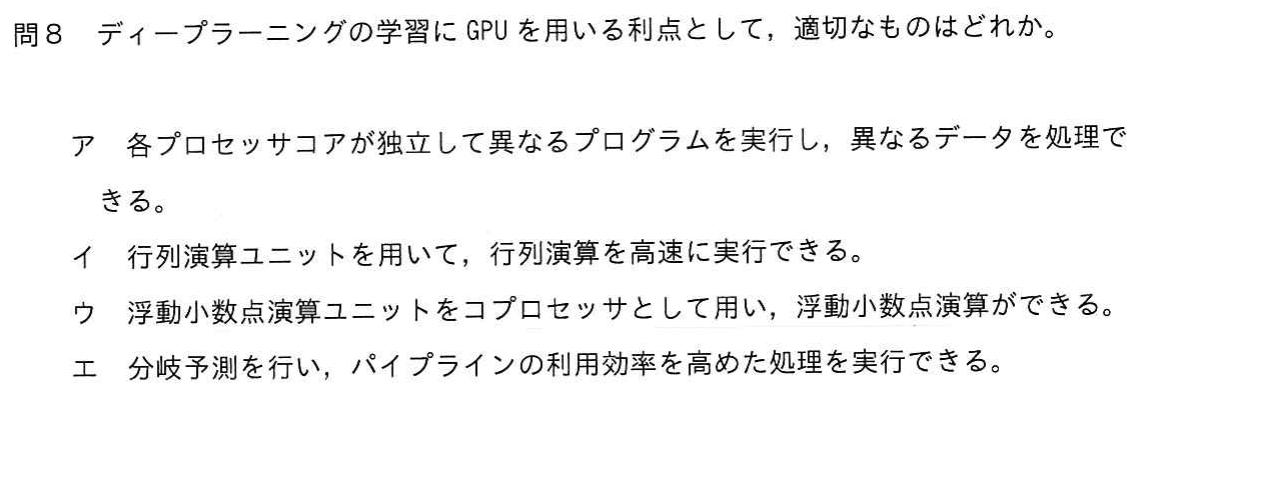 問８　ディープラーニングの学習に GPU を用いる利点として，適切なものはどれか。
ア　各プロセッサコアが独立して異なるプログラムを実行し，異なるデータを処理で
きる。
イ　行列演算ユニットを用いて，行列演算を高速に実行できる。
ウ　浮動小数点演算ユニットをコプロセッサとして用い，浮動小数点演算ができる。
エ　分岐予測を行い，パイプラインの利用効率を高めた処理を実行できる。